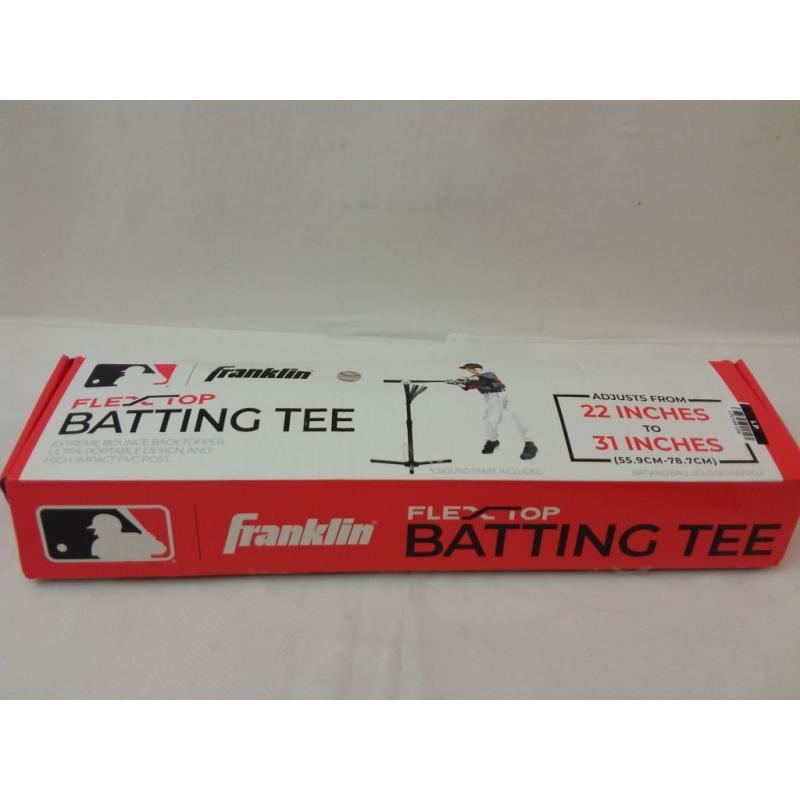 Franklin
FLEX TOP
BATTING TEE
EXTREME BOUNCE BACK TOPPER,
ULTRA-PORTABLE DESIGN, AND
HIGH-IMPACT PVC POST.
*GROUND STAKE INCLUDED
ADJUSTS FROM
22 INCHES
TO
31 INCHES
(55.9CM-78.7CM)
BAT AND BALL SOLD SEPARATELY
Franklin
FLEX TOP
BATTING TEE